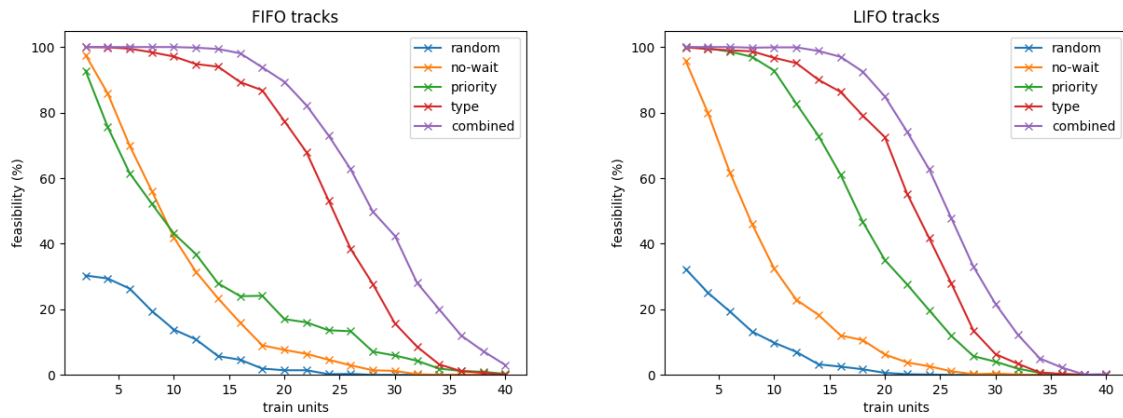 FIFO tracks
100
80
60
40
20
0
feasibility (%)
5
10
15
20
25
30
35
40
train units
random
no-wait
priority
type
combined
LIFO tracks
100
80
60
40
20
0
feasibility (%)
5
10
15
20
25
30
35
40
train units
random
no-wait
priority
type
combined